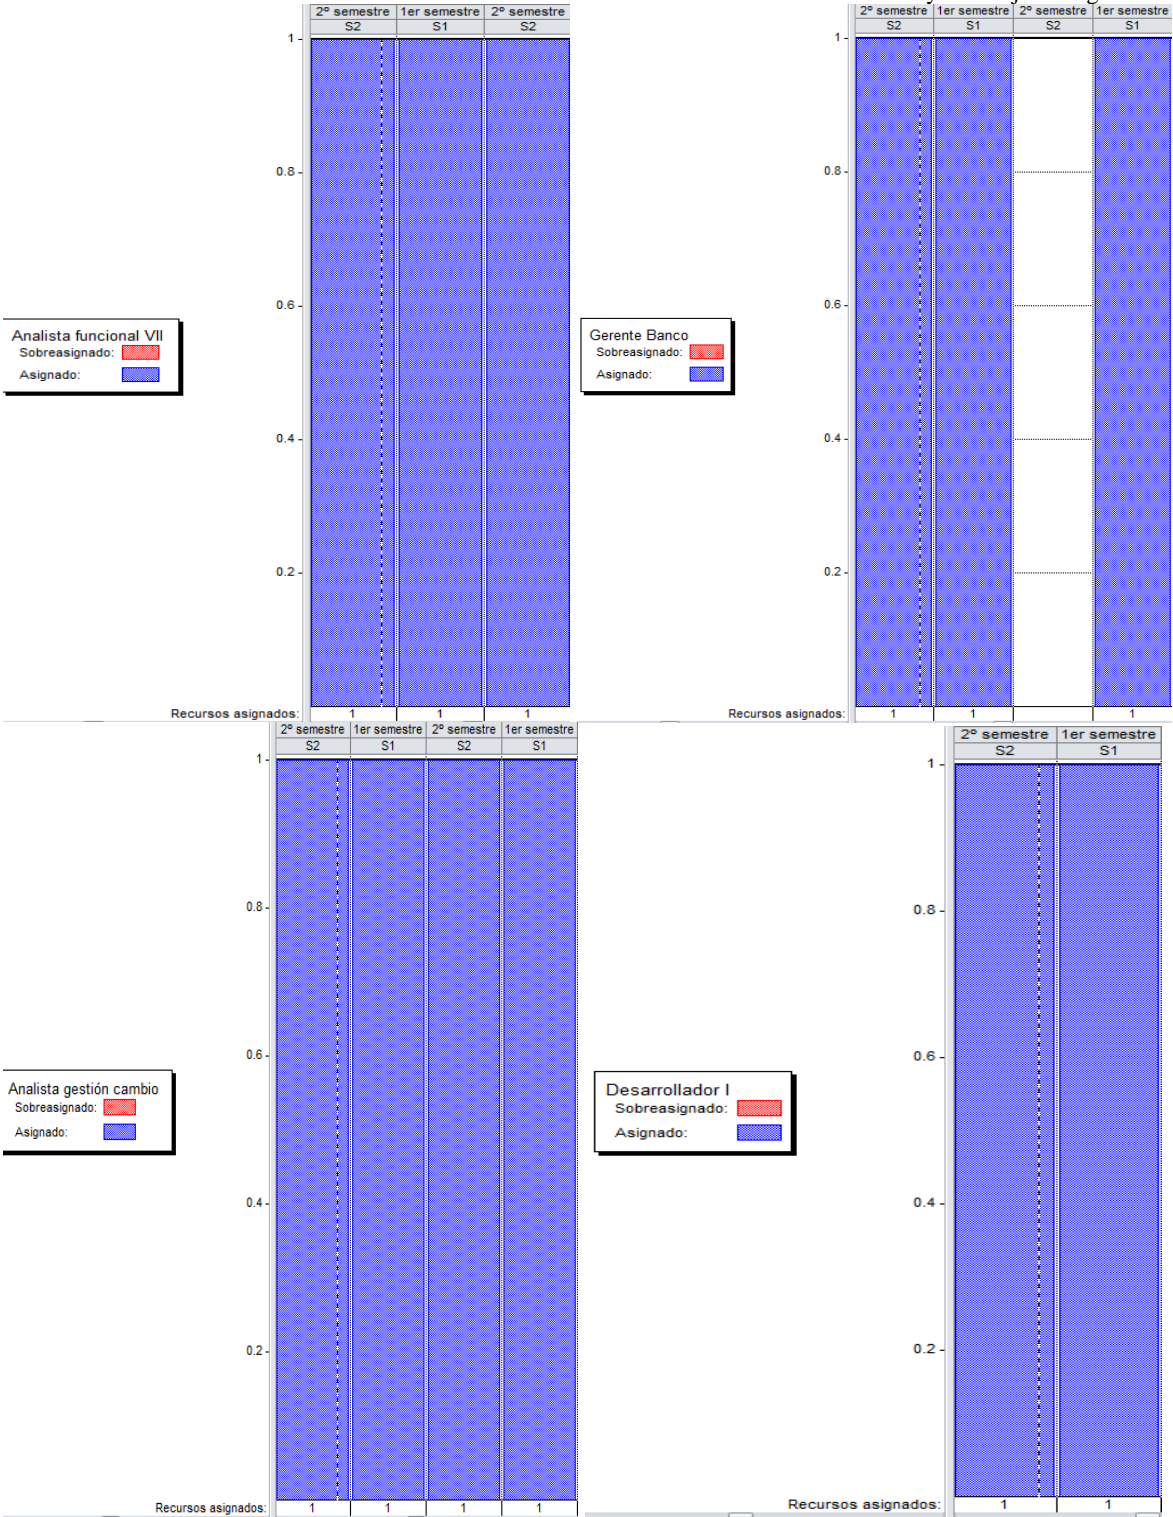 2º semestre 1er semestre 2º semestre
S2 S1 S2
1
0.8
0.6
0.4
0.2
Analista funcional VII
Sobreasignado:
Asignado:
Recursos asignados: 1 1 1
2º semestre 1er semestre 2º semestre 1er semestre
S2 S1 S2 S1
1
0.8
0.6
0.4
0.2
Gerente Banco
Sobreasignado:
Asignado:
Recursos asignados: 1 1 1
2º semestre 1er semestre 2º semestre 1er semestre
S2 S1 S2 S1
1
0.8
0.6
0.4
0.2
Analista gestión cambio
Sobreasignado:
Asignado:
Recursos asignados: 1 1 1 1
2º semestre 1er semestre
S2 S1
1
0.8
0.6
0.4
0.2
Desarrollador I
Sobreasignado:
Asignado:
Recursos asignados: 1 1